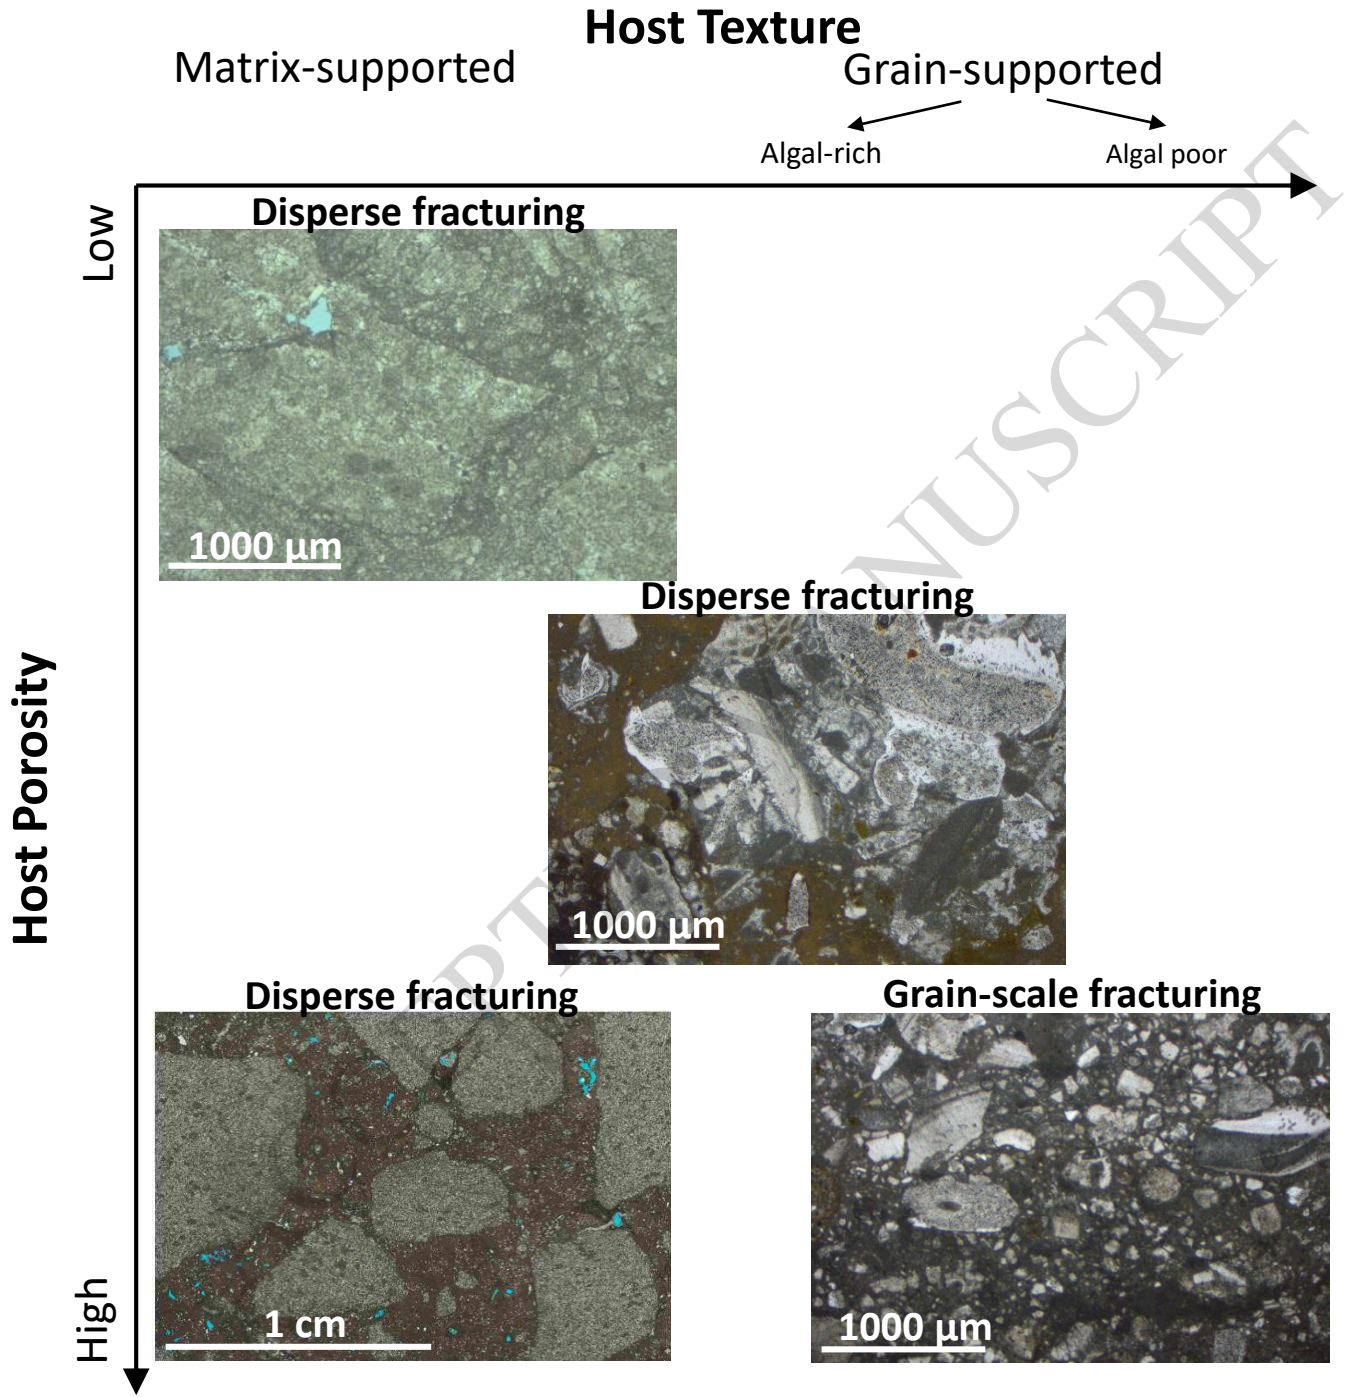 Host Texture
Matrix-supported
Grain-supported
Algal-rich
Algal poor
Low
Disperse fracturing
1000 µm
Disperse fracturing
1000 µm
Host Porosity
Disperse fracturing
1 cm
Grain-scale fracturing
1000 µm
High